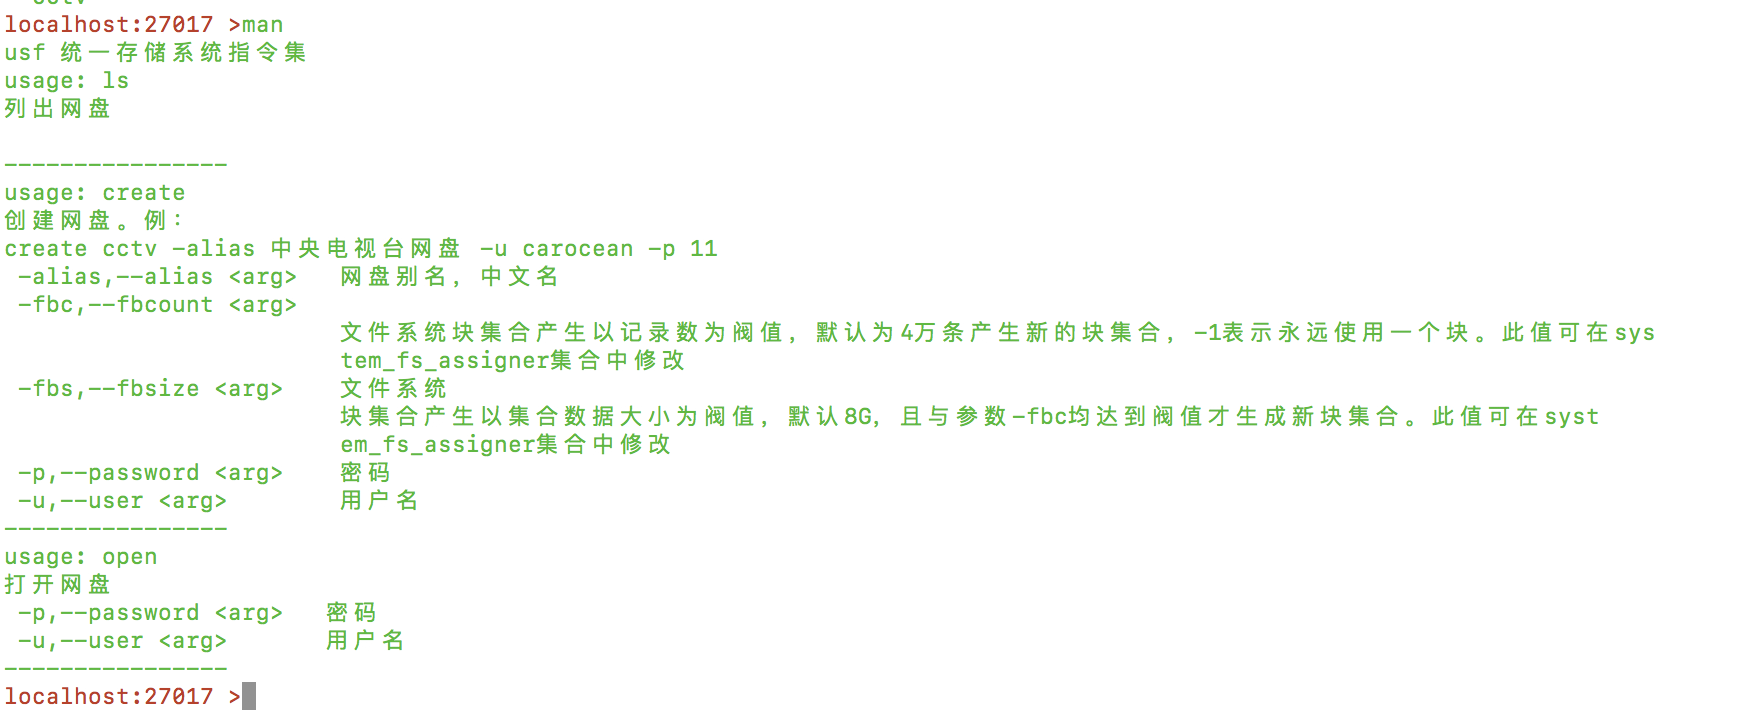 localhost:27017 >man
usf 统一存储系统指令集
usage: ls
列出网盘
----------------
usage: create
创建网盘。例：
create cctv -alias 中央电视台网盘 -u carocean -p 11
-alias,--alias <arg> 网盘别名，中文名
-fbc,--fbcount <arg>
文件系统块集合产生以记录数为阀值，默认为4万条产生新的块集合，-1表示永远使用一个块。此值可在sys
tem_fs_assigner集合中修改
-fbs,--fbsize <arg> 文件系统
块集合产生以集合数据大小为阀值，默认8G，且与参数-fbc均达到阀值才生成新块集合。此值可在syst
em_fs_assigner集合中修改
-p,--password <arg> 密码
-u,--user <arg> 用户名
----------------
usage: open
打开网盘
-p,--password <arg> 密码
-u,--user <arg> 用户名
----------------
localhost:27017 >